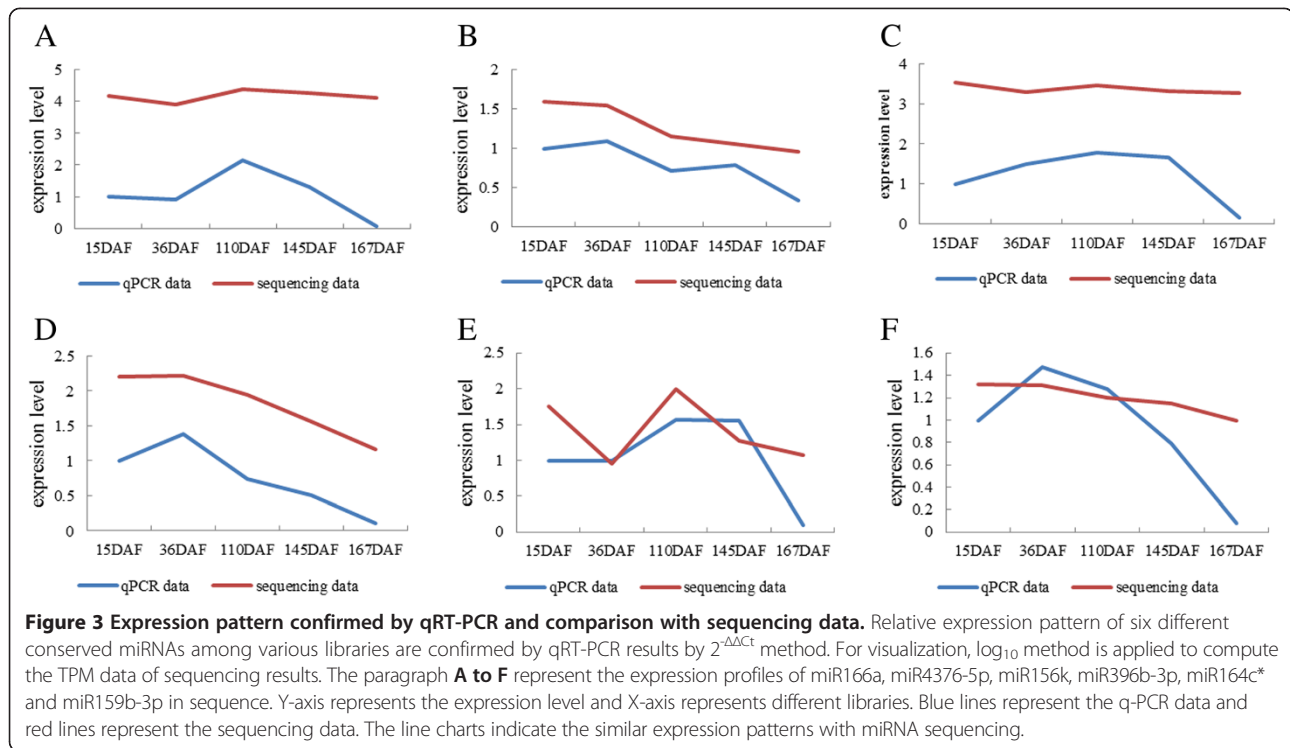 A
5
4
3
2
1
0
expression level
15DAF 36DAF 110DAF 145DAF 167DAF
qPCR data sequencing data
B
2
1.5
1
0.5
0
expression level
15DAF 36DAF 110DAF 145DAF 167DAF
qPCR data sequencing data
C
4
3
2
1
0
expression level
15DAF 36DAF 110DAF 145DAF 167DAF
qPCR data sequencing data
D
2.5
2
1.5
1
0.5
0
expression level
15DAF 36DAF 110DAF 145DAF 167DAF
qPCR data sequencing data
E
2.5
2
1.5
1
0.5
0
expression level
15DAF 36DAF 110DAF 145DAF 167DAF
qPCR data sequencing data
F
1.6
1.4
1.2
1
0.8
0.6
0.4
0.2
0
expression level
15DAF 36DAF 110DAF 145DAF 167DAF
qPCR data sequencing data
Figure 3 Expression pattern confirmed by qRT-PCR and comparison with sequencing data. Relative expression pattern of six different
conserved miRNAs among various libraries are confirmed by qRT-PCR results by 2-ΔΔCt method. For visualization, log10 method is applied to compute
the TPM data of sequencing results. The paragraph A to F represent the expression profiles of miR166a, miR4376-5p, miR156k, miR396b-3p, miR164c*
and miR159b-3p in sequence. Y-axis represents the expression level and X-axis represents different libraries. Blue lines represent the q-PCR data and
red lines represent the sequencing data. The line charts indicate the similar expression patterns with miRNA sequencing.